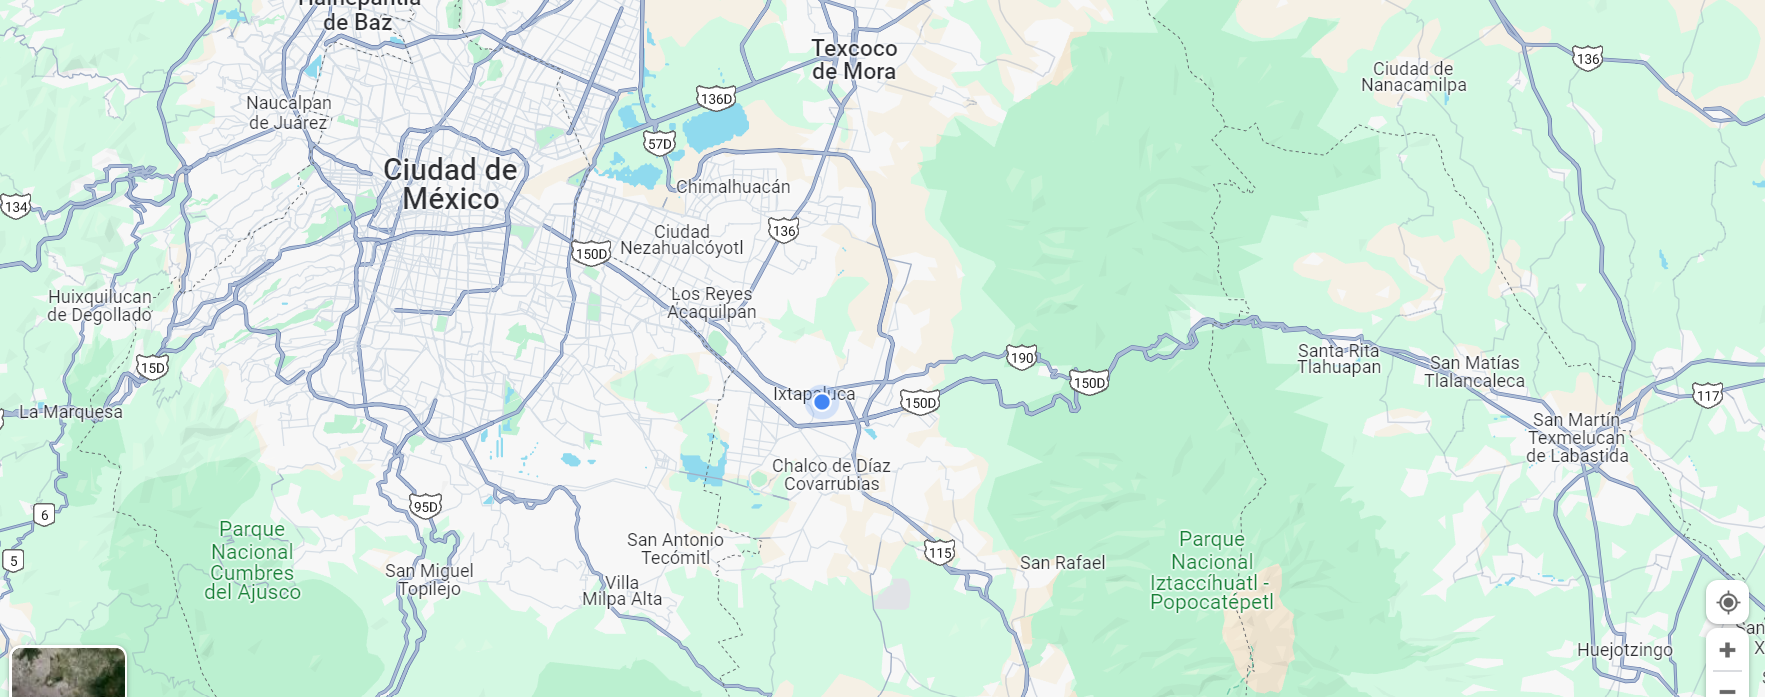 de Baz
Texcoco
de Mora
136
Ciudad de
Nanacamilpa
136D
Naucalpan
de Juárez
57D
Ciudad de
México
Chimalhuacán
134
Ciudad
Nezahualcóyotl
136
150D
Huixquilucan
de Degollado
Los Reyes
Acaquilpan
190
Santa Rita
Tlahuapan
San Matías
Tlalancaleca
15D
150D
Ixtapaluca
150D
117
La Marquesa
San Martín
Texmelucan
de Labastida
Chalco de Díaz
Covarrubias
95D
6
Parque
Nacional
Cumbres
del Ajusco
San Antonio
Tecómitl
115
Parque
Nacional
Iztaccíhuatl -
Popocatépetl
5
San Rafael
San Miguel
Topilejo
Villa
Milpa Alta
San
X
Huejotzingo